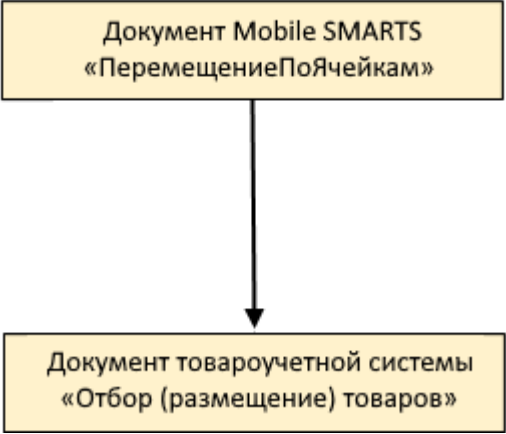 Документ Mobile SMARTS
«ПеремещениеПоЯчейкам»
Документ товароучетной системы
«Отбор (размещение) товаров»